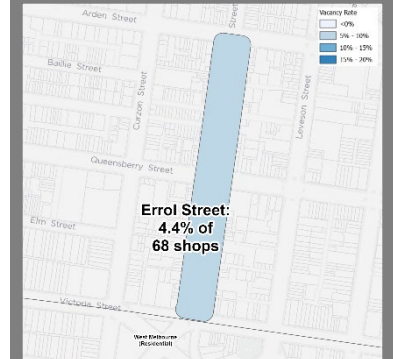 Vacancy Rate
<0%
5% - 10%
10% - 15%
15% - 20%
Arden Street
Street
Baillie Street
Curzon Street
Leveson Street
Queensberry Street
Errol Street:
4.4% of
68 shops
Elm Street
Victoria Street
West Melbourne
(Residential)